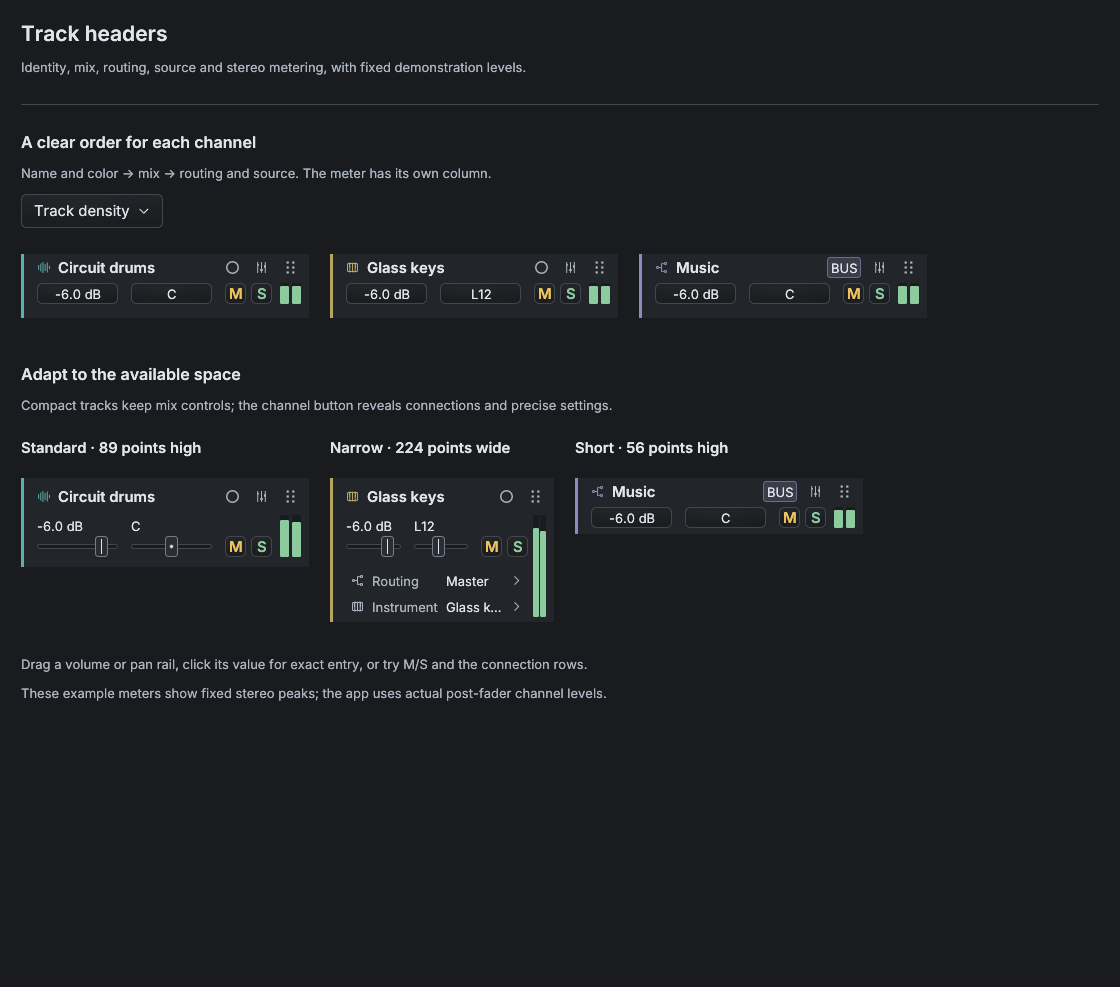 Track headers
Identity, mix, routing, source and stereo metering, with fixed demonstration levels.
A clear order for each channel
Name and color → mix → routing and source. The meter has its own column.
Track density
Circuit drums
-6.0 dB C M S
Glass keys
-6.0 dB L12 M S
Music BUS
-6.0 dB C M S
Adapt to the available space
Compact tracks keep mix controls; the channel button reveals connections and precise settings.
Standard · 89 points high
Circuit drums
-6.0 dB C
M S
Narrow · 224 points wide
Glass keys
-6.0 dB L12
M S
Routing Master
Instrument Glass k...
Short · 56 points high
Music BUS
-6.0 dB C M S
Drag a volume or pan rail, click its value for exact entry, or try M/S and the connection rows.
These example meters show fixed stereo peaks; the app uses actual post-fader channel levels.